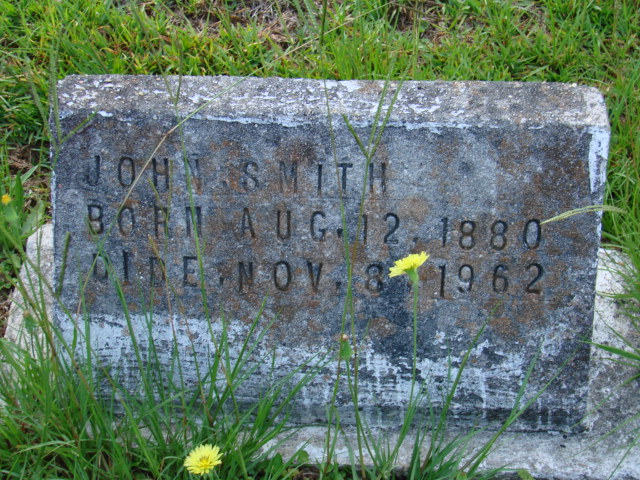 JOHN. SMITH
BORN AUG. 12. 1880
DIDE. NOV. 8. 1962